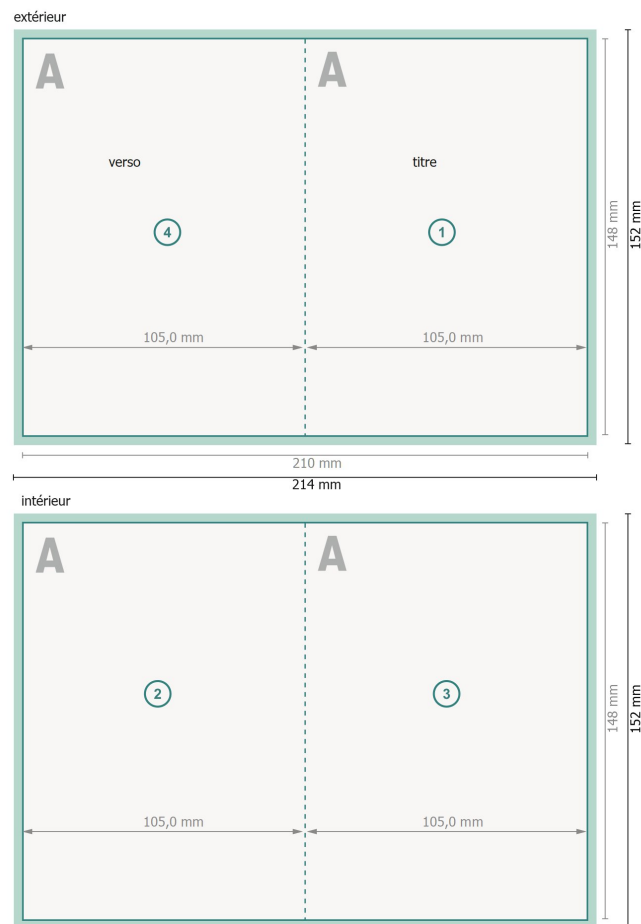 extérieur
A
A
verso
titre
4
1
148 mm
152 mm
105,0 mm
105,0 mm
210 mm
214 mm
intérieur
A
A
2
3
148 mm
152 mm
105,0 mm
105,0 mm